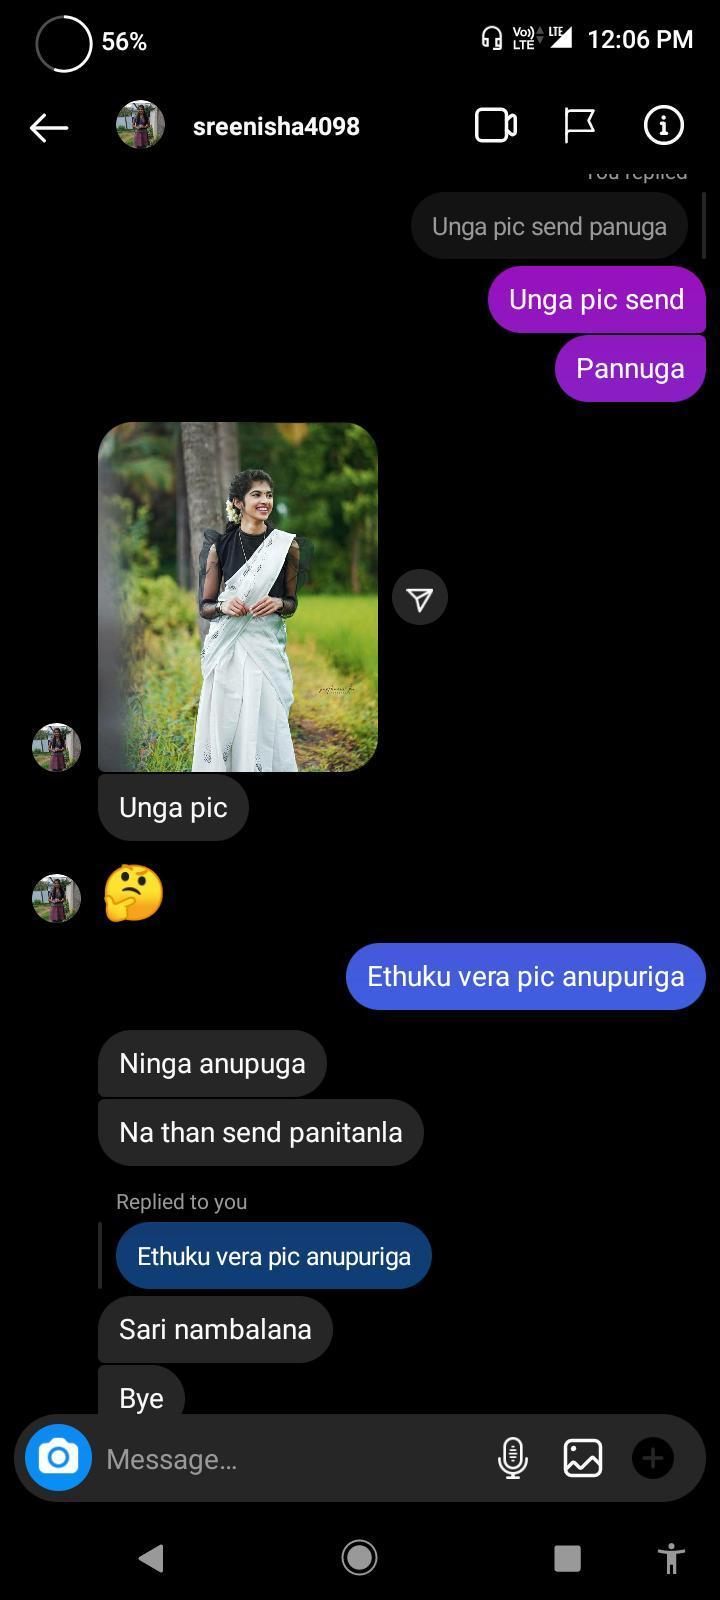 56%
Vo)) LTE LTE 12:06 PM
sreenisha4098
You replied
Unga pic send panuga
Unga pic send
Pannuga
Unga pic
Ethuku vera pic anupuriga
Ninga anupuga
Na than send panitanla
Replied to you
Ethuku vera pic anupuriga
Sari nambalana
Bye
Message...